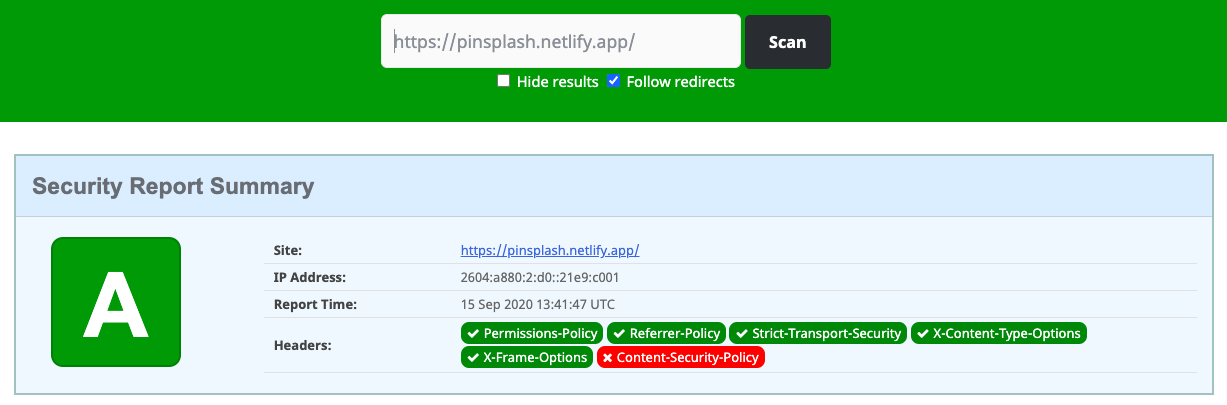 https://pinsplash.netlify.app/ Scan
Hide results Follow redirects
Security Report Summary
A
Site: https://pinsplash.netlify.app/
IP Address: 2604:a880:2:d0::21e9:c001
Report Time: 15 Sep 2020 13:41:47 UTC
Headers: Permissions-Policy Referrer-Policy Strict-Transport-Security X-Content-Type-Options
X-Frame-Options Content-Security-Policy